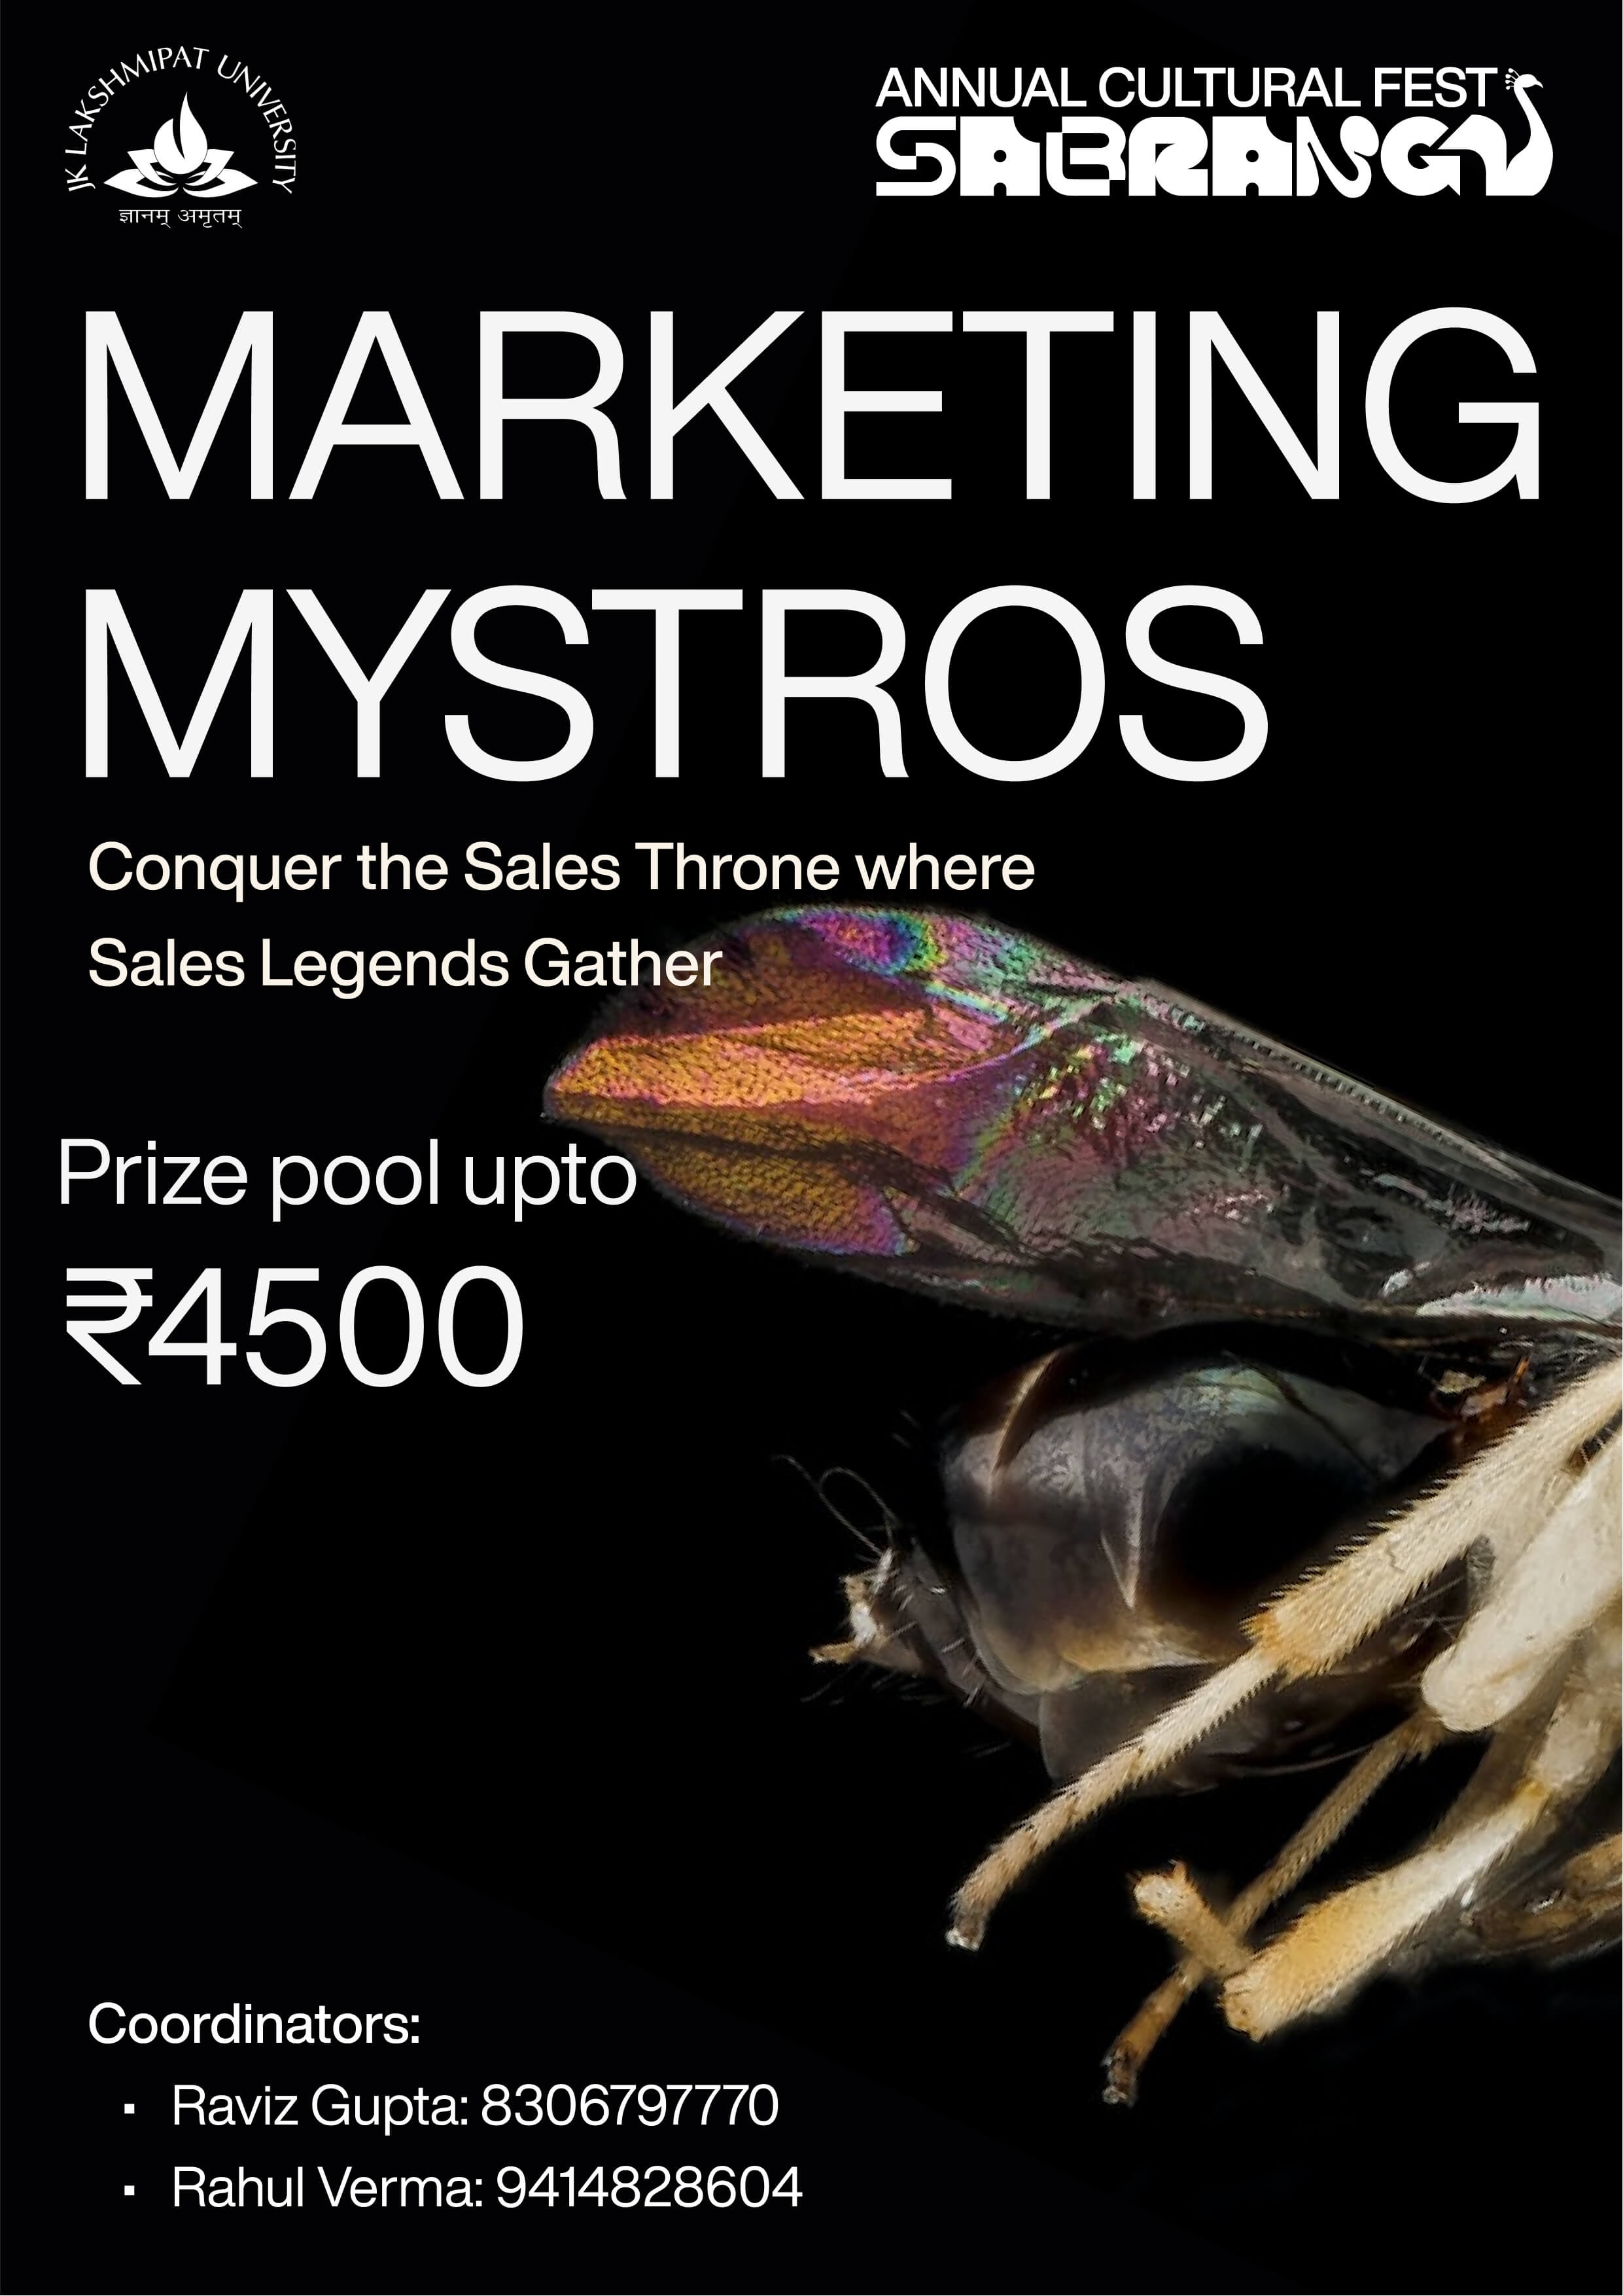 JK LAKSHMIPAT UNIVERSITY
ज्ञानम् अमृतम्
ANNUAL CULTURAL FEST
SABRANG
MARKETING
MYSTROS
Conquer the Sales Throne where
Sales Legends Gather
Prize pool upto
₹4500
Coordinators:
▪ Raviz Gupta: 8306797770
▪ Rahul Verma: 9414828604